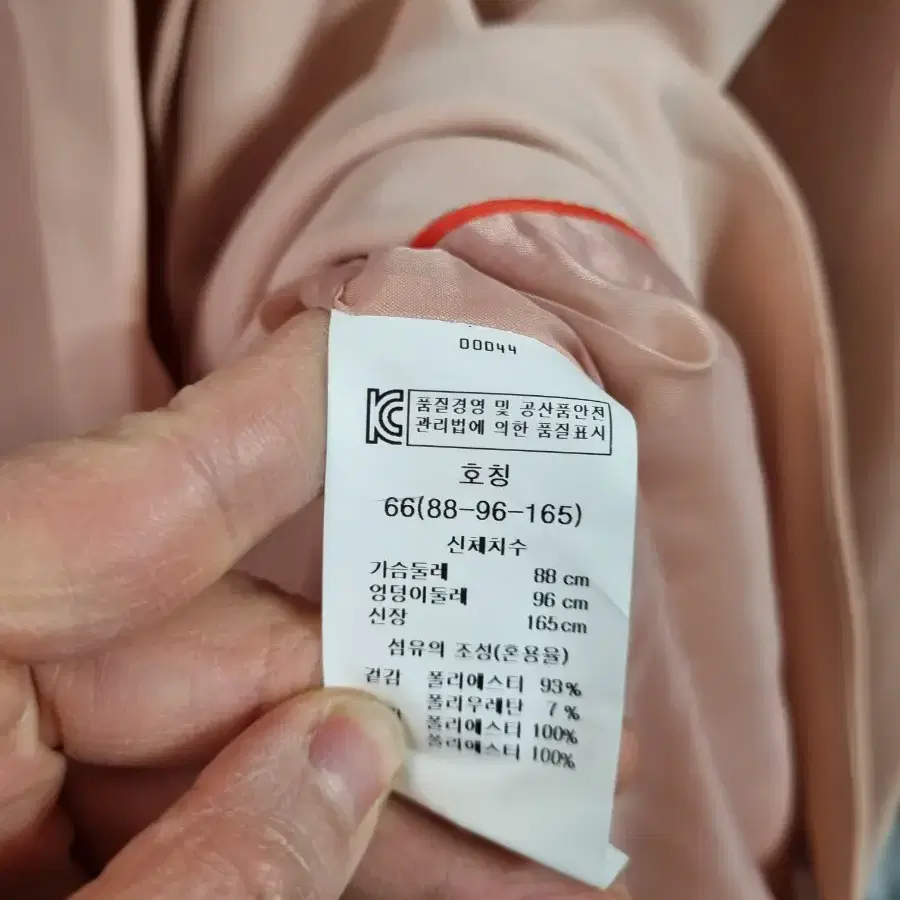 00044
KC 품질경영 및 공산품안전
관리법에 의한 품질표시
호칭
66(88-96-165)
신체치수
가슴둘레 88 cm
엉덩이둘레 96 cm
신장 165cm
섬유의 조성(혼용율)
겉감 폴리에스터 93%
폴리우레탄 7%
폴리에스터 100%
폴리에스터 100%